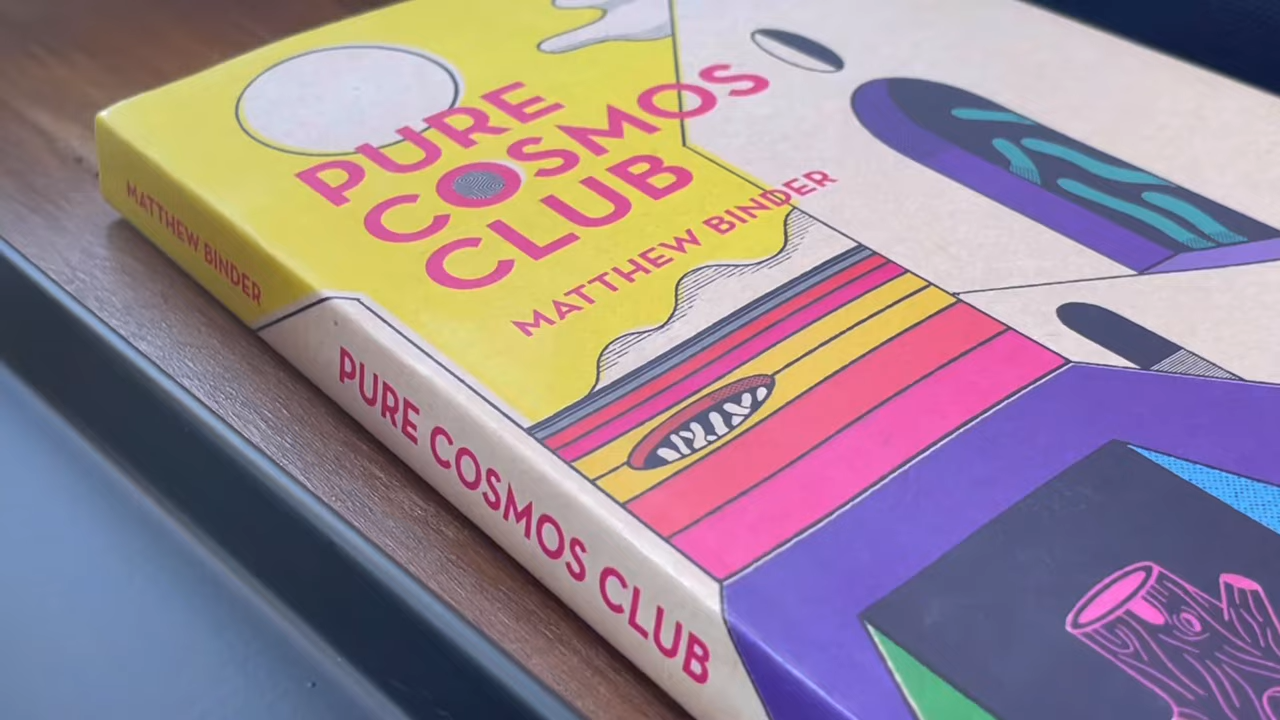 PURE
COSMOS
CLUB
MATTHEW BINDER
MATTHEW BINDER
PURE COSMOS CLUB